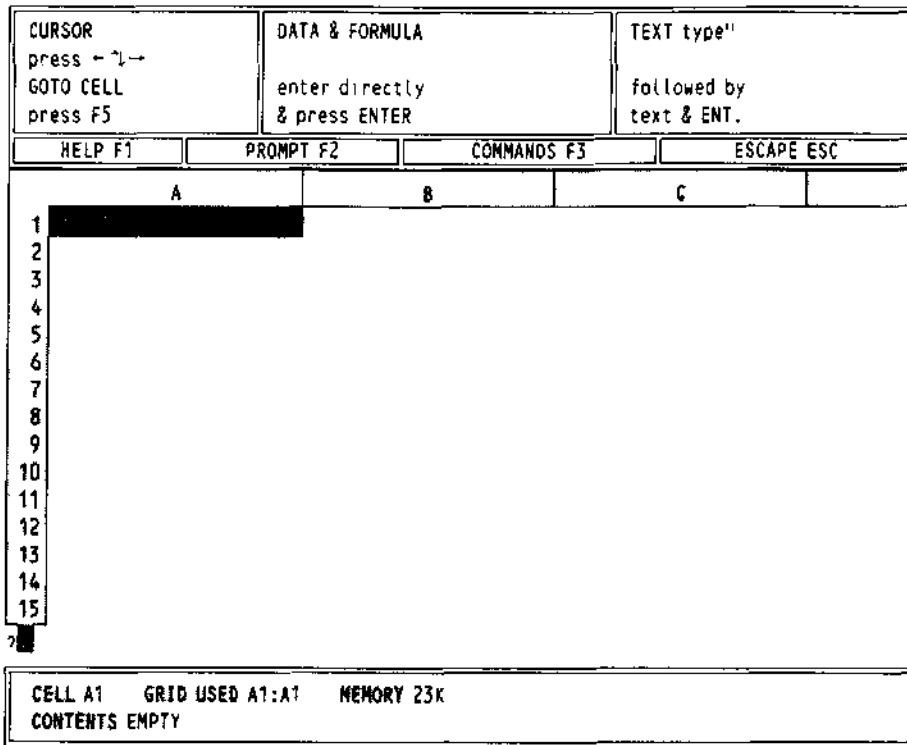 CURSOR
press ←↑↓→
GOTO CELL
press F5
DATA & FORMULA
enter directly
& press ENTER
TEXT type"
followed by
text & ENT.
HELP F1 PROMPT F2 COMMANDS F3 ESCAPE ESC
A B C
1
2
3
4
5
6
7
8
9
10
11
12
13
14
15
?
CELL A1 GRID USED A1:A1 MEMORY 23K
CONTENTS EMPTY